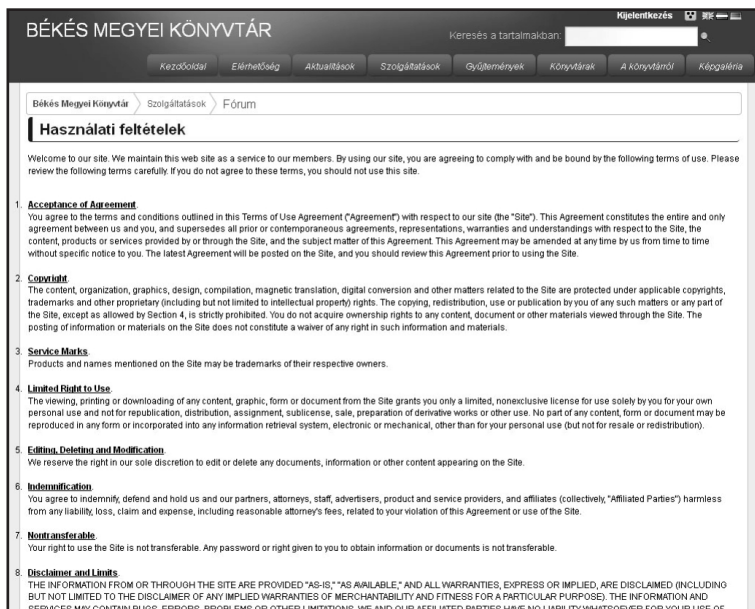 Kijelentkezés
BÉKÉS MEGYEI KÖNYVTÁR
Keresés a tartalmakban:
Kezdőoldal Elérhetőség Aktualitások Szolgáltatások Gyűjtemények Könyvtárak A könyvtárról Képgaléria
Békés Megyei Könyvtár Szolgáltatások Fórum
Használati feltételek
Welcome to our site. We maintain this web site as a service to our members. By using our site, you are agreeing to comply with and be bound by the following terms of use. Please
review the following terms carefully. If you do not agree to these terms, you should not use this site.
1. Acceptance of Agreement.
You agree to the terms and conditions outlined in this Terms of Use Agreement ("Agreement") with respect to our site (the "Site"). This Agreement constitutes the entire and only
agreement between us and you, and supersedes all prior or contemporaneous agreements, representations, warranties and understandings with respect to the Site, the
content, products or services provided by or through the Site, and the subject matter of this Agreement. This Agreement may be amended at any time by us from time to time
without specific notice to you. The latest Agreement will be posted on the Site, and you should review this Agreement prior to using the Site.
2. Copyright.
The content, organization, graphics, design, compilation, magnetic translation, digital conversion and other matters related to the Site are protected under applicable copyrights,
trademarks and other proprietary (including but not limited to intellectual property) rights. The copying, redistribution, use or publication by you of any such matters or any part of
the Site, except as allowed by Section 4, is strictly prohibited. You do not acquire ownership rights to any content, document or other materials viewed through the Site. The
posting of information or materials on the Site does not constitute a waiver of any right in such information and materials.
3. Service Marks.
Products and names mentioned on the Site may be trademarks of their respective owners.
4. Limited Right to Use.
The viewing, printing or downloading of any content, graphic, form or document from the Site grants you only a limited, nonexclusive license for use solely by you for your own
personal use and not for republication, distribution, assignment, sublicense, sale, preparation of derivative works or other use. No part of any content, form or document may be
reproduced in any form or incorporated into any information retrieval system, electronic or mechanical, other than for your personal use (but not for resale or redistribution).
5. Editing, Deleting and Modification.
We reserve the right in our sole discretion to edit or delete any documents, information or other content appearing on the Site.
6. Indemnification.
You agree to indemnify, defend and hold us and our partners, attorneys, staff, advertisers, product and service providers, and affiliates (collectively, "Affiliated Parties") harmless
from any liability, loss, claim and expense, including reasonable attorney's fees, related to your violation of this Agreement or use of the Site.
7. Nontransferable.
Your right to use the Site is not transferable. Any password or right given to you to obtain information or documents is not transferable.
8. Disclaimer and Limits.
THE INFORMATION FROM OR THROUGH THE SITE ARE PROVIDED "AS-IS," "AS AVAILABLE," AND ALL WARRANTIES, EXPRESS OR IMPLIED, ARE DISCLAIMED (INCLUDING
BUT NOT LIMITED TO THE DISCLAIMER OF ANY IMPLIED WARRANTIES OF MERCHANTABILITY AND FITNESS FOR A PARTICULAR PURPOSE). THE INFORMATION AND
SERVICES MAY CONTAIN BUGS, ERRORS, PROBLEMS OR OTHER LIMITATIONS. WE AND OUR AFFILIATED PARTIES HAVE NO LIABILITY WHATSOEVER FOR YOUR USE OF